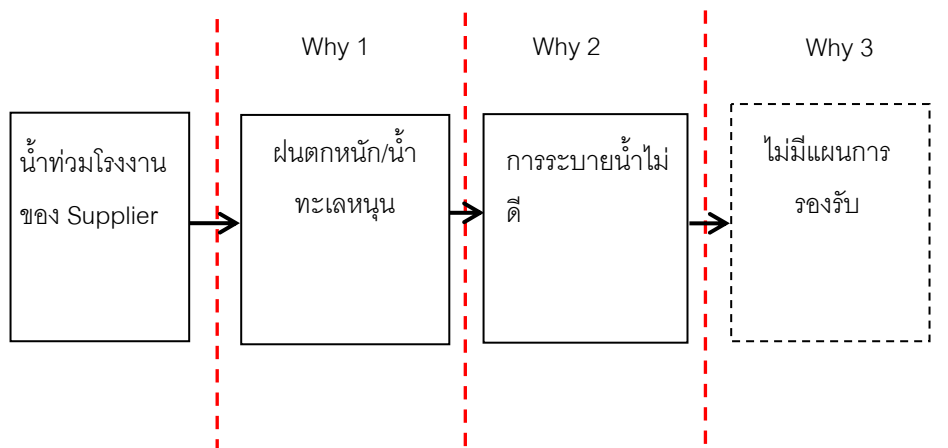 Why 1
Why 2
Why 3
น้ำท่วมโรงงาน
ของ Supplier
ฝนตกหนัก/น้ำ
ทะเลหนุน
การระบายน้ำไม่
ดี
ไม่มีแผนการ
รองรับ